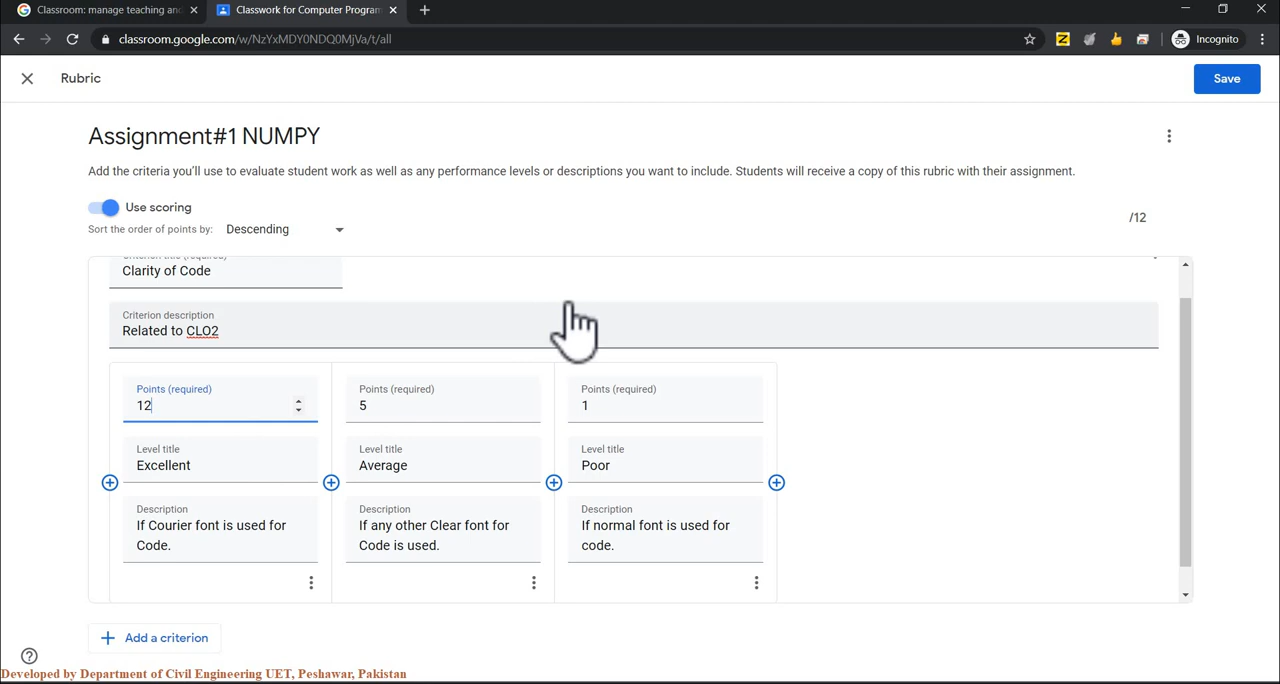 Classroom: manage teaching and
Classwork for Computer Program
classroom.google.com/w/NzYxMDY0NDQ0MjVa/t/all
Incognito
Rubric
Save
Assignment#1 NUMPY
Add the criteria you'll use to evaluate student work as well as any performance levels or descriptions you want to include. Students will receive a copy of this rubric with their assignment.
Use scoring
Sort the order of points by: Descending
/12
Criterion title (required)
Clarity of Code
Criterion description
Related to CLO2
Points (required)
12
Level title
Excellent
Description
If Courier font is used for
Code.
Points (required)
5
Level title
Average
Description
If any other Clear font for
Code is used.
Points (required)
1
Level title
Poor
Description
If normal font is used for
code.
Add a criterion
Developed by Department of Civil Engineering UET, Peshawar, Pakistan